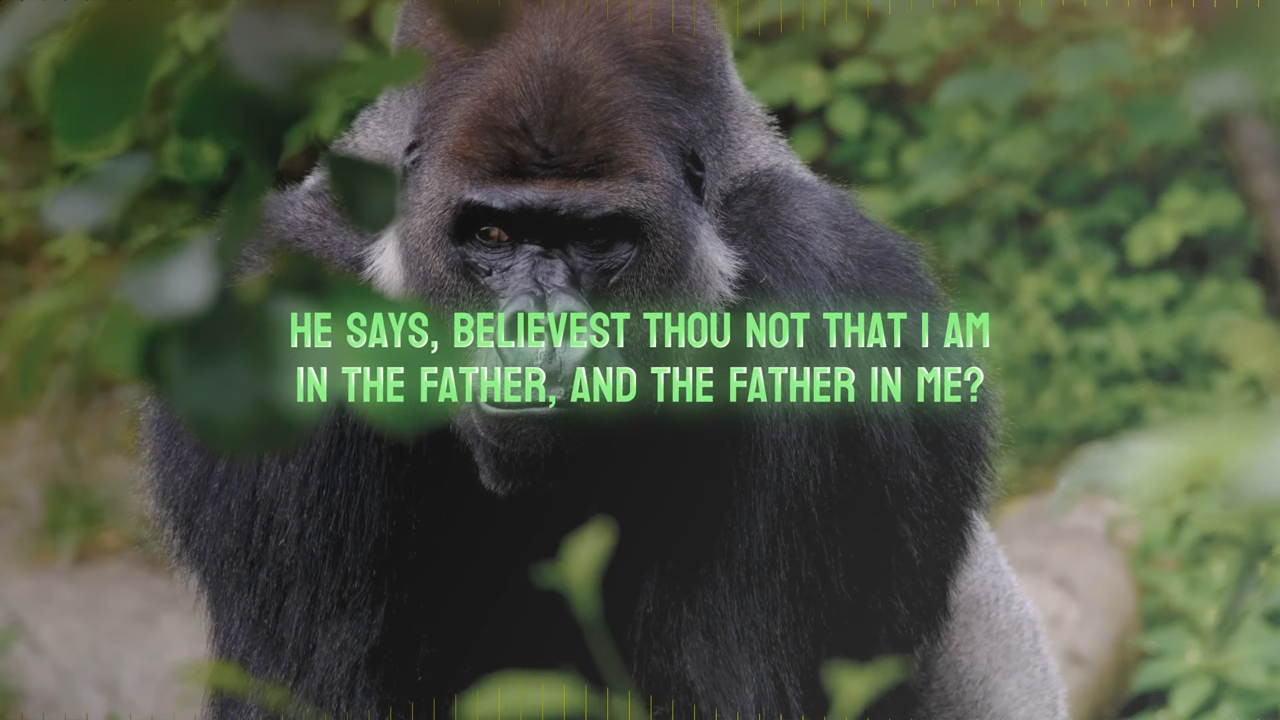 HE SAYS, BELIEVEST THOU NOT THAT I AM
IN THE FATHER, AND THE FATHER IN ME?